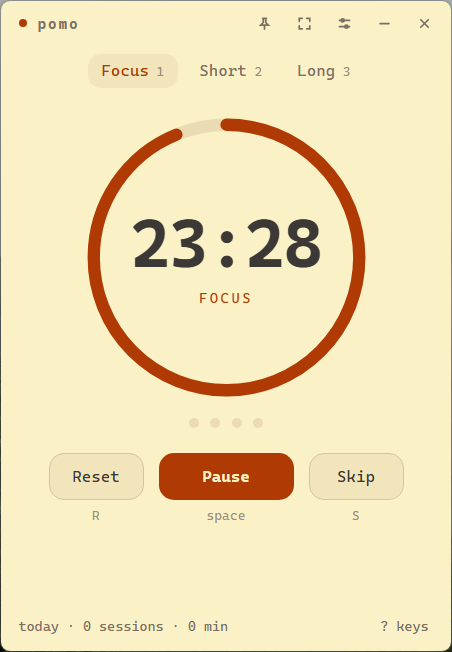 pomo
Focus 1 Short 2 Long 3
23:28
FOCUS
Reset Pause Skip
R space S
today · 0 sessions · 0 min ? keys